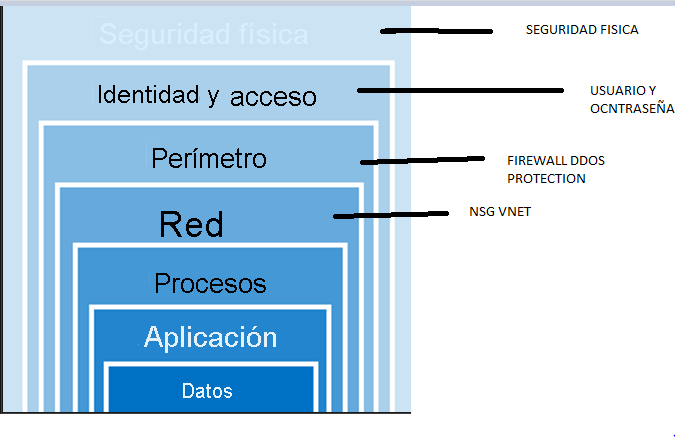 Seguridad física
SEGURIDAD FISICA
Identidad y acceso
USUARIO Y
OCNTRASEÑA
Perímetro
FIREWALL DDOS
PROTECTION
Red
NSG VNET
Procesos
Aplicación
Datos